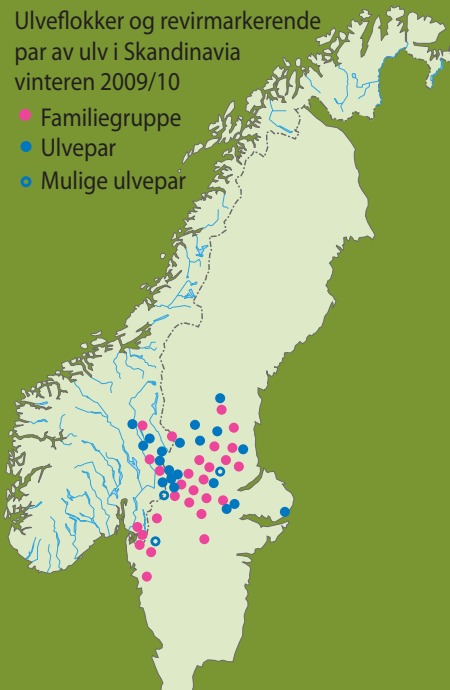 Ulveflokker og revirmarkerende
par av ulv i Skandinavia
vinteren 2009/10
Familiegruppe
Ulvepar
Mulige ulvepar